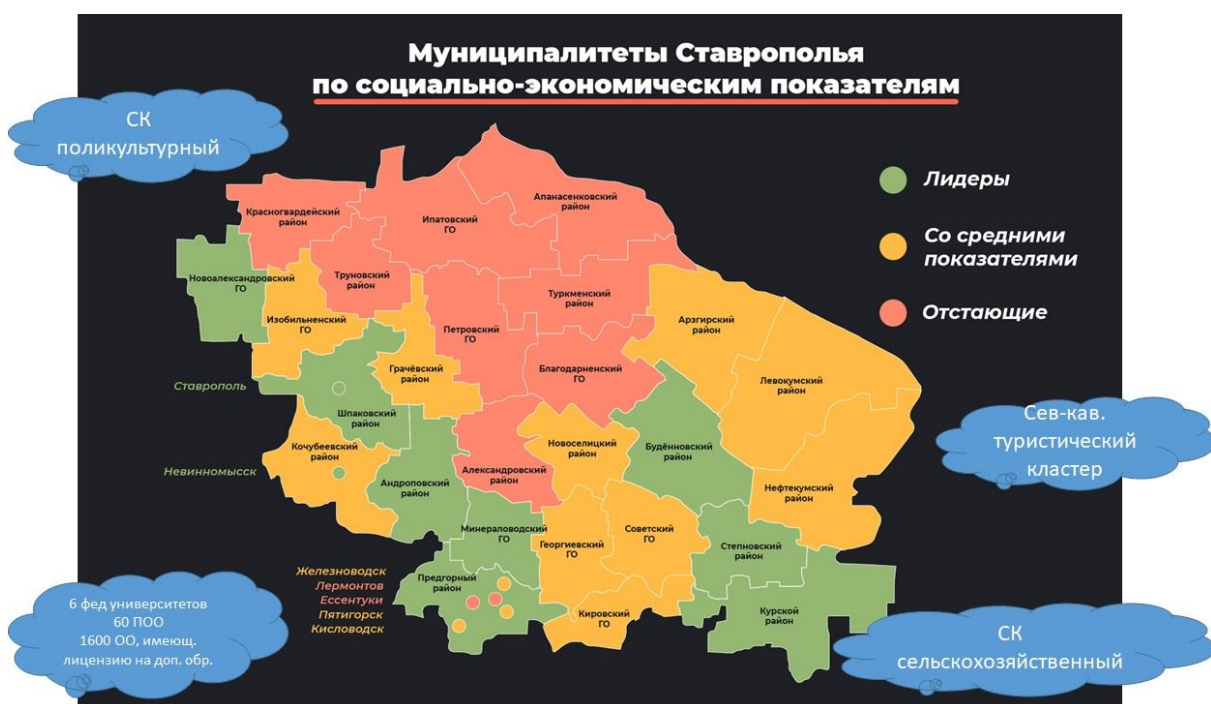 Муниципалитеты Ставрополья
по социально-экономическим показателям
СК
поликультурный
Лидеры
Со средними
показателями
Отстающие
Апанасенковский
район
Красногвардейский
район
Ипатовский
ГО
Новоалександровский
ГО
Труновский
район
Туркменский
район
Изобильненский
ГО
Петровский
ГО
Арзгирский
район
Грачёвский
район
Благодарненский
ГО
Левокумский
район
Ставрополь
Шпаковский
район
Сев-кав.
туристический
кластер
Кочубеевский
район
Новоселицкий
район
Будённовский
район
Невинномысск
Александровский
район
Андроповский
район
Нефтекумский
район
Минераловодский
ГО
Георгиевский
ГО
Советский
ГО
Степновский
район
Железноводск
Лермонтов
Ессентуки
Пятигорск
Кисловодск
Предгорный
район
Кировский
ГО
Курской
район
6 фед университетов
60 ПОО
1600 ОО, имеющ.
лицензию на доп. обр.
СК
сельскохозяйственный